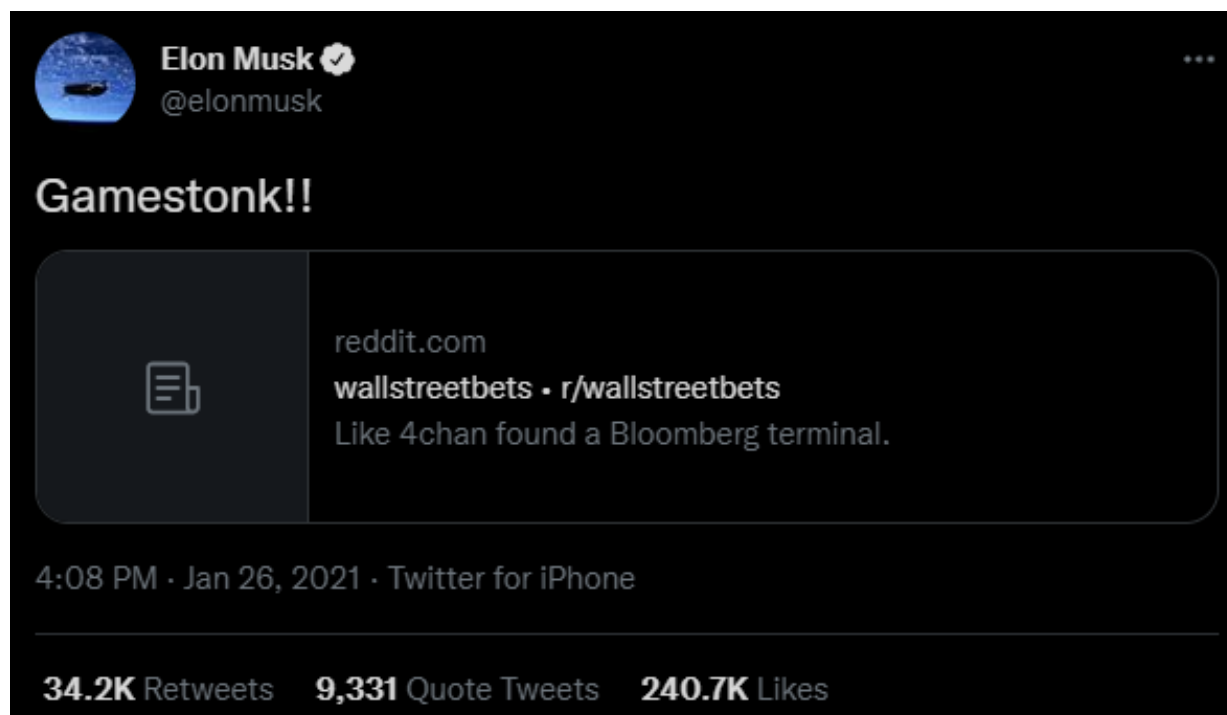 Elon Musk
@elonmusk
Gamestonk!!
reddit.com
wallstreetbets • r/wallstreetbets
Like 4chan found a Bloomberg terminal.
4:08 PM · Jan 26, 2021 · Twitter for iPhone
34.2K Retweets 9,331 Quote Tweets 240.7K Likes